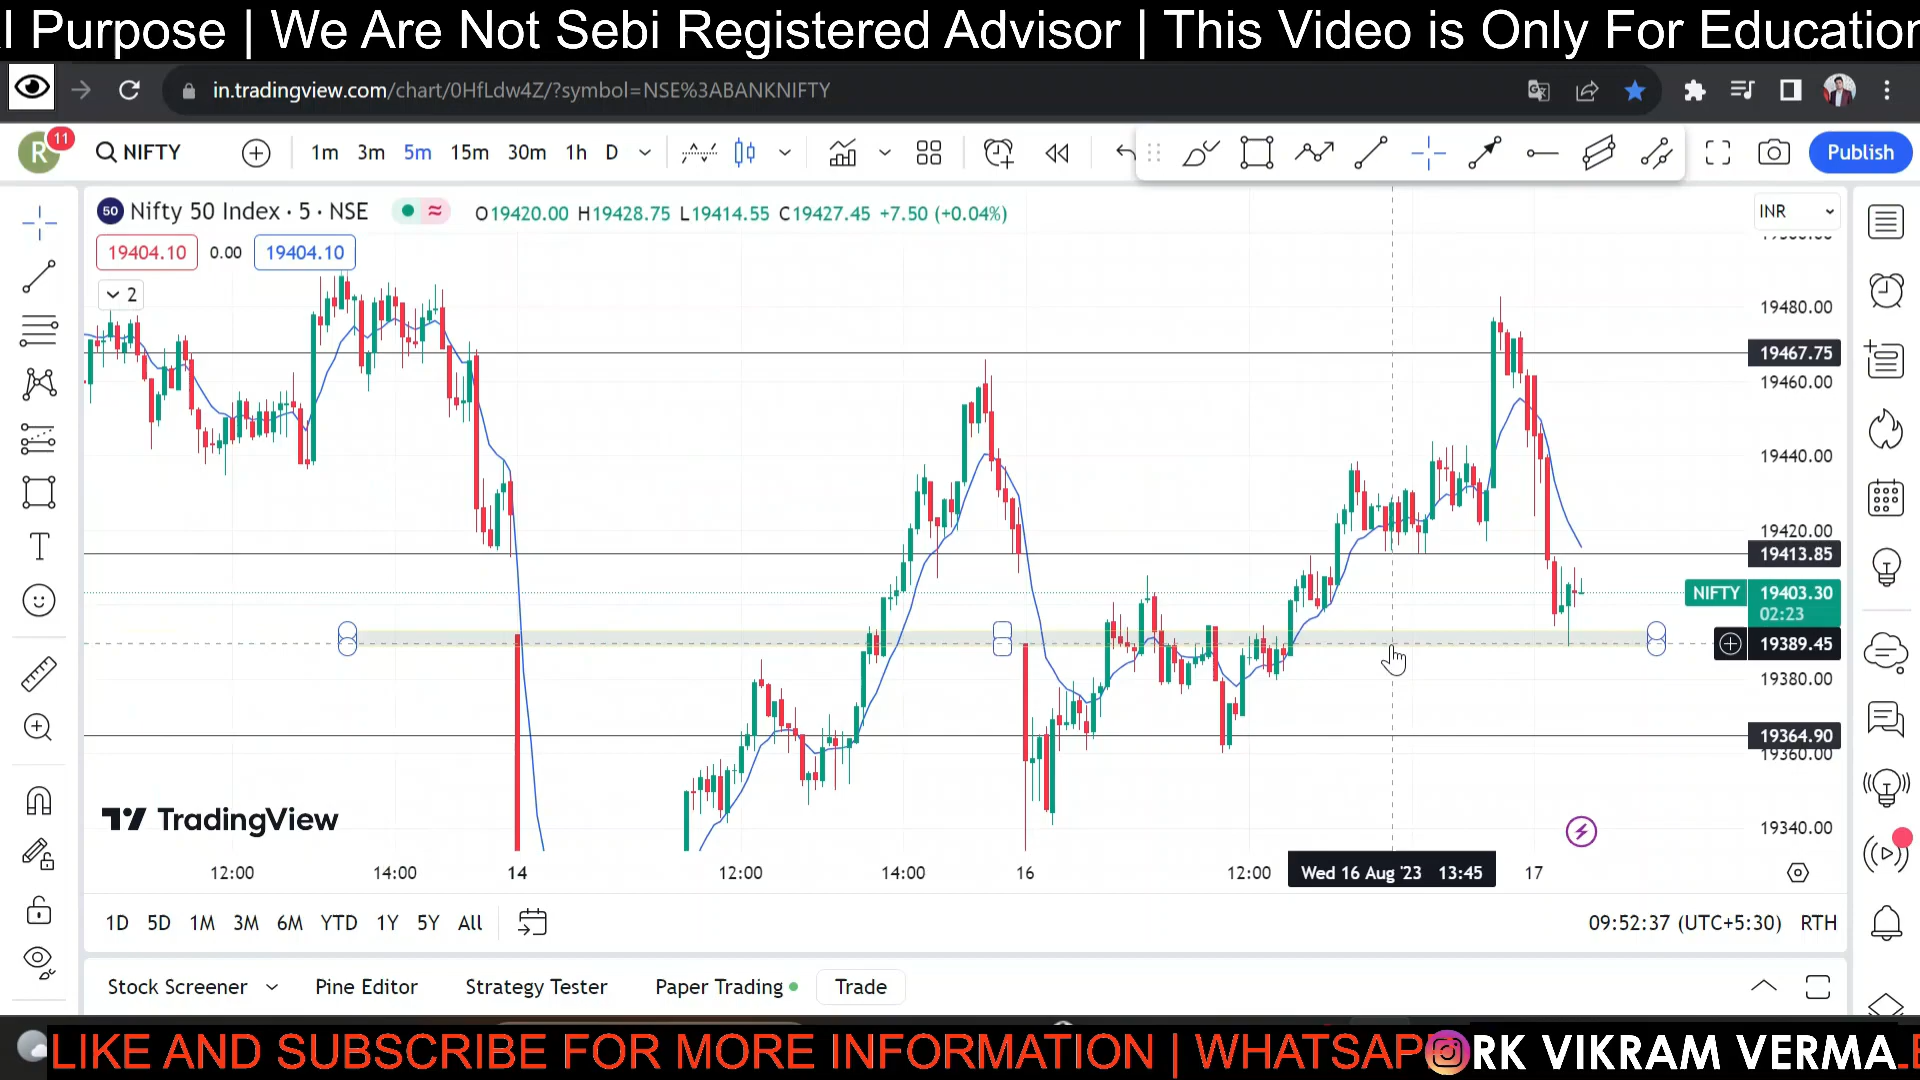 l Purpose | We Are Not Sebi Registered Advisor | This Video is Only For Education
in.tradingview.com/chart/0HfLdw4Z/?symbol=NSE%3ABANKNIFTY
R 11 NIFTY 1m 3m 5m 15m 30m 1h D Publish
50 Nifty 50 Index · 5 · NSE O19420.00 H19428.75 L19414.55 C19427.45 +7.50 (+0.04%) INR
19404.10 0.00 19404.10
2
19480.00
19467.75
19460.00
19440.00
19420.00
19413.85
NIFTY 19403.30
02:23
19389.45
19380.00
19364.90
19360.00
19340.00
TradingView
12:00 14:00 14 12:00 14:00 16 12:00 Wed 16 Aug '23 13:45 17
1D 5D 1M 3M 6M YTD 1Y 5Y All 09:52:37 (UTC+5:30) RTH
Stock Screener Pine Editor Strategy Tester Paper Trading Trade
LIKE AND SUBSCRIBE FOR MORE INFORMATION | WHATSAP RK VIKRAM VERMA